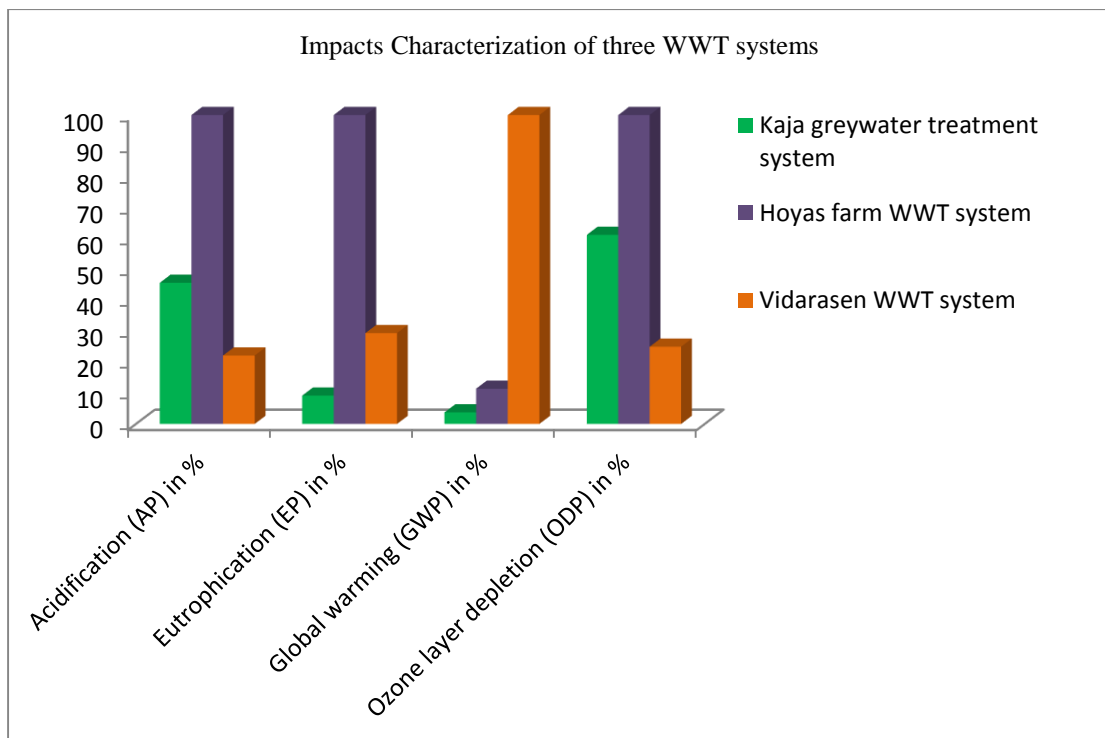 Impacts Characterization of three WWT systems
100
90
80
70
60
50
40
30
20
10
0
Acidification (AP) in %
Eutrophication (EP) in %
Global warming (GWP) in %
Ozone layer depletion (ODP) in %
Kaja greywater treatment
system
Hoyas farm WWT system
Vidarasen WWT system